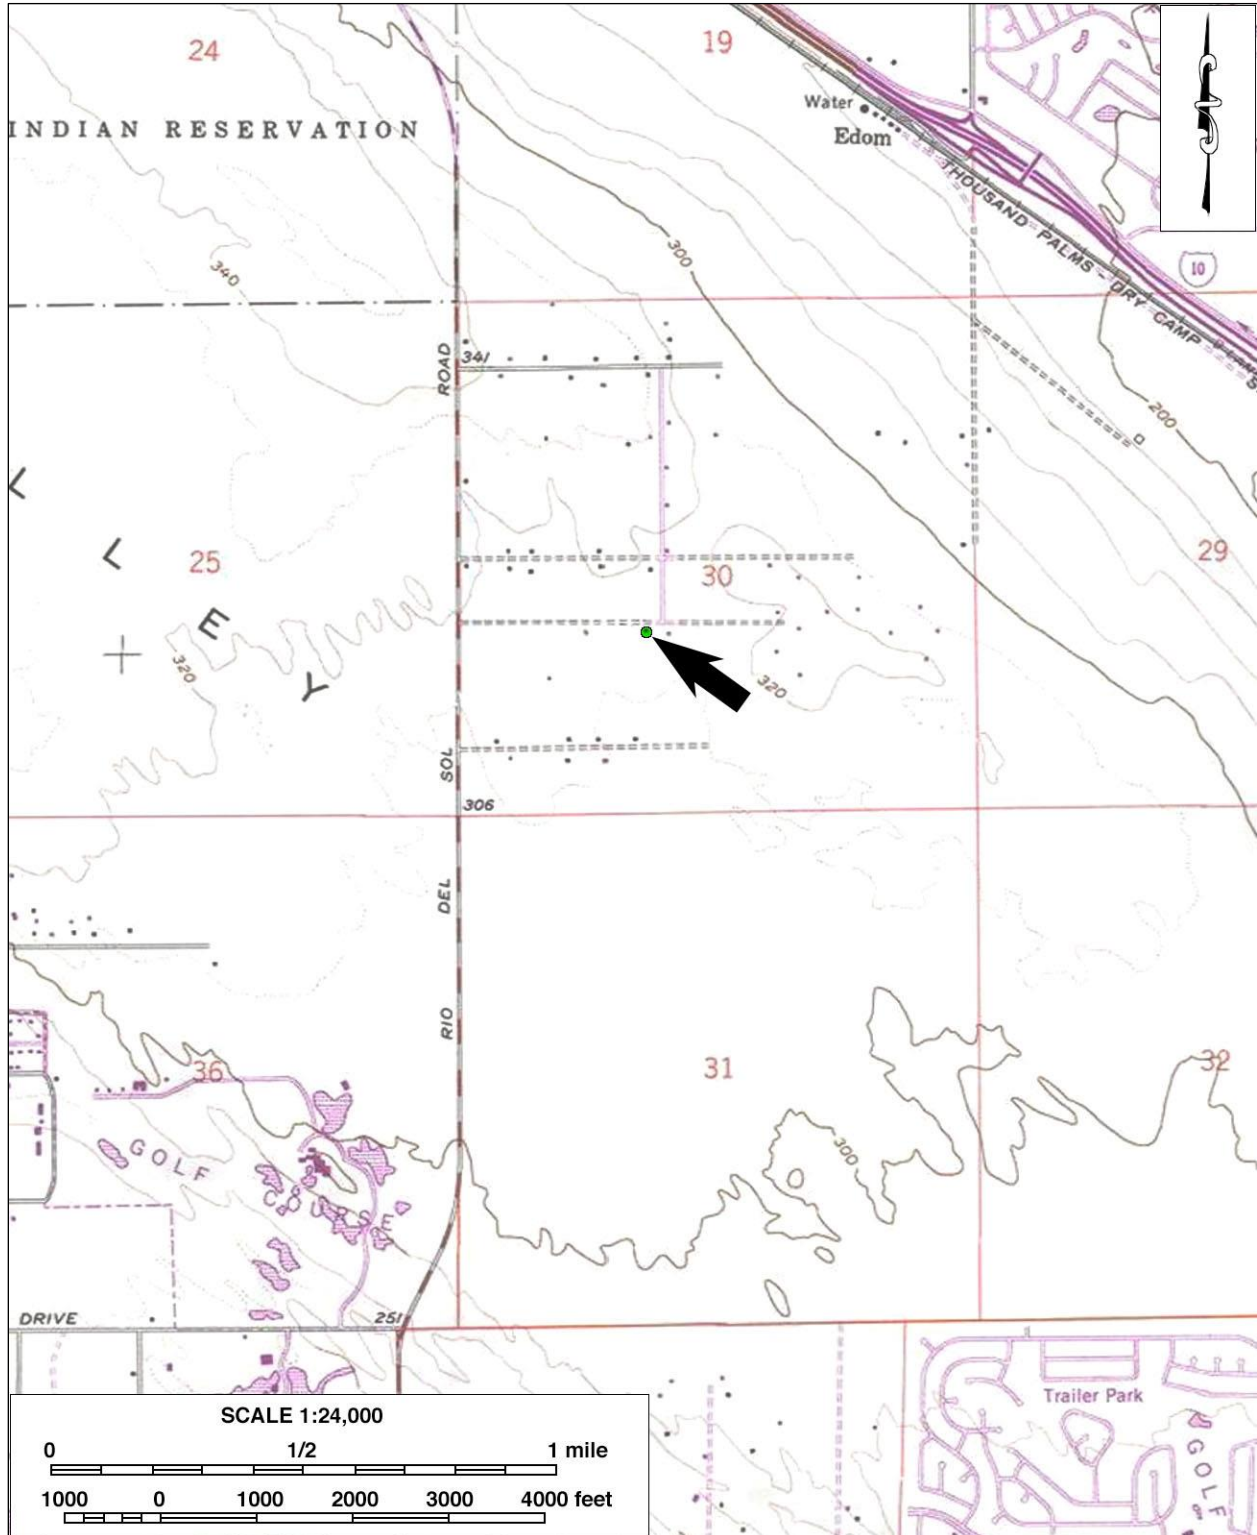 24
19
INDIAN RESERVATION
Water
Edom
THOUSAND PALMS - DRY CAMP
10
300
340
ROAD
341
200
L
L
25
30
29
E
320
Y
320
SOL
306
DEL
RIO
36
31
32
GOLF
COURSE
300
DRIVE
251
Trailer Park
GOLF
SCALE 1:24,000
0 1/2 1 mile
1000 0 1000 2000 3000 4000 feet